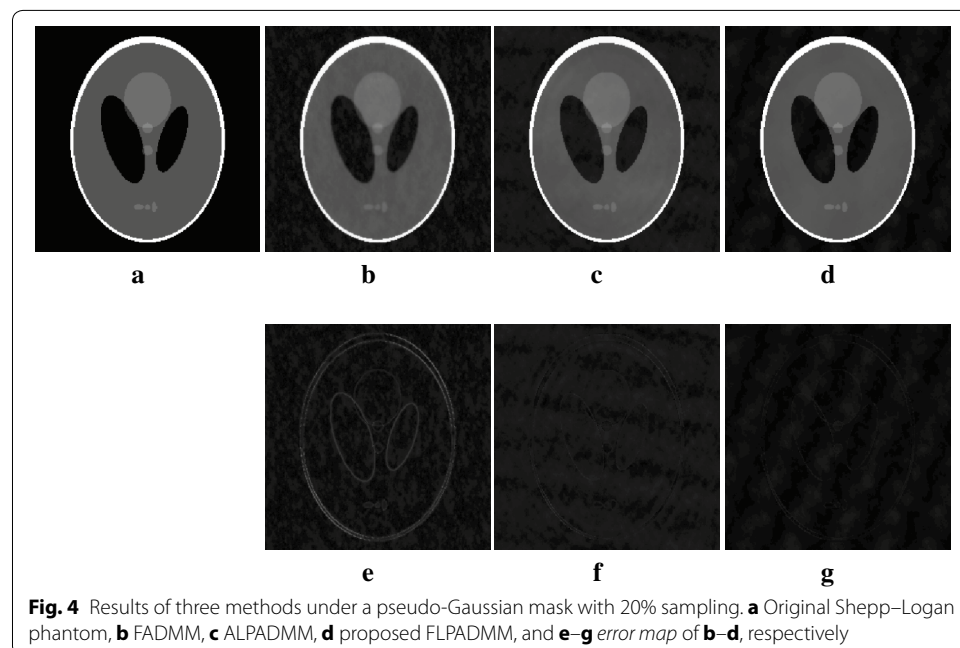 a
b
c
d
e
f
g
Fig. 4 Results of three methods under a pseudo-Gaussian mask with 20% sampling. a Original Shepp–Logan
phantom, b FADMM, c ALPADMM, d proposed FLPADMM, and e–g error map of b–d, respectively